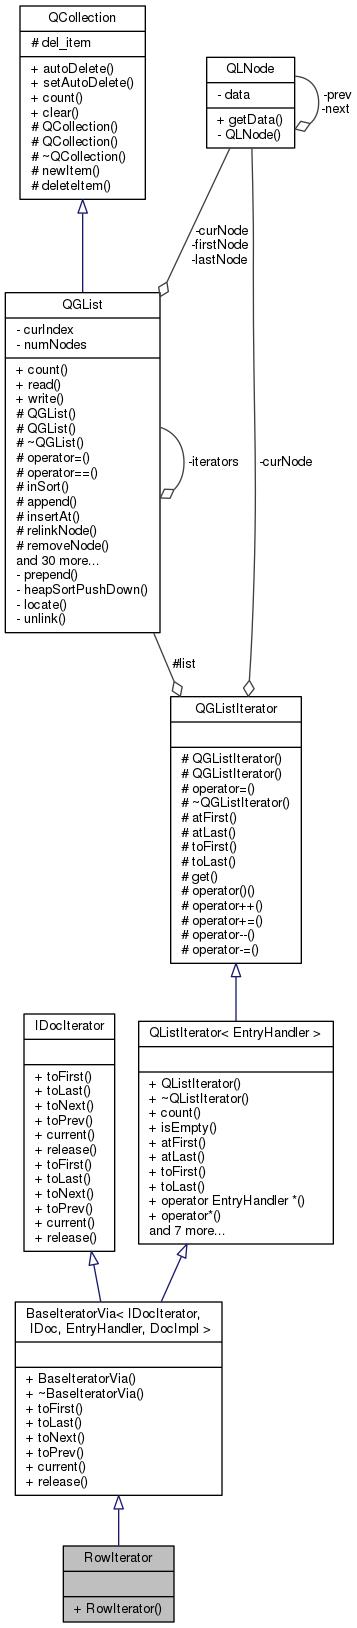 QCollection
# del_item
+ autoDelete()
+ setAutoDelete()
+ count()
+ clear()
# QCollection()
# QCollection()
# ~QCollection()
# newItem()
# deleteItem()
QLNode
- data
+ getData()
- QLNode()
-prev
-next
-curNode
-firstNode
-lastNode
QGList
- curIndex
- numNodes
+ count()
+ read()
+ write()
# QGList()
# QGList()
# ~QGList()
# operator=()
# operator==()
# inSort()
# append()
# insertAt()
# relinkNode()
# removeNode()
and 30 more...
- prepend()
- heapSortPushDown()
- locate()
- unlink()
-iterators
-curNode
#list
QGListIterator
# QGListIterator()
# QGListIterator()
# operator=()
# ~QGListIterator()
# atFirst()
# atLast()
# toFirst()
# toLast()
# get()
# operator()()
# operator++()
# operator+=()
# operator--()
# operator-=()
IDocIterator
+ toFirst()
+ toLast()
+ toNext()
+ toPrev()
+ current()
+ release()
+ toFirst()
+ toLast()
+ toNext()
+ toPrev()
+ current()
+ release()
QListIterator< EntryHandler >
+ QListIterator()
+ ~QListIterator()
+ count()
+ isEmpty()
+ atFirst()
+ atLast()
+ toFirst()
+ toLast()
+ operator EntryHandler *()
+ operator*()
and 7 more...
BaseIteratorVia< IDocIterator,
IDoc, EntryHandler, DocImpl >
+ BaseIteratorVia()
+ ~BaseIteratorVia()
+ toFirst()
+ toLast()
+ toNext()
+ toPrev()
+ current()
+ release()
RowIterator
+ RowIterator()